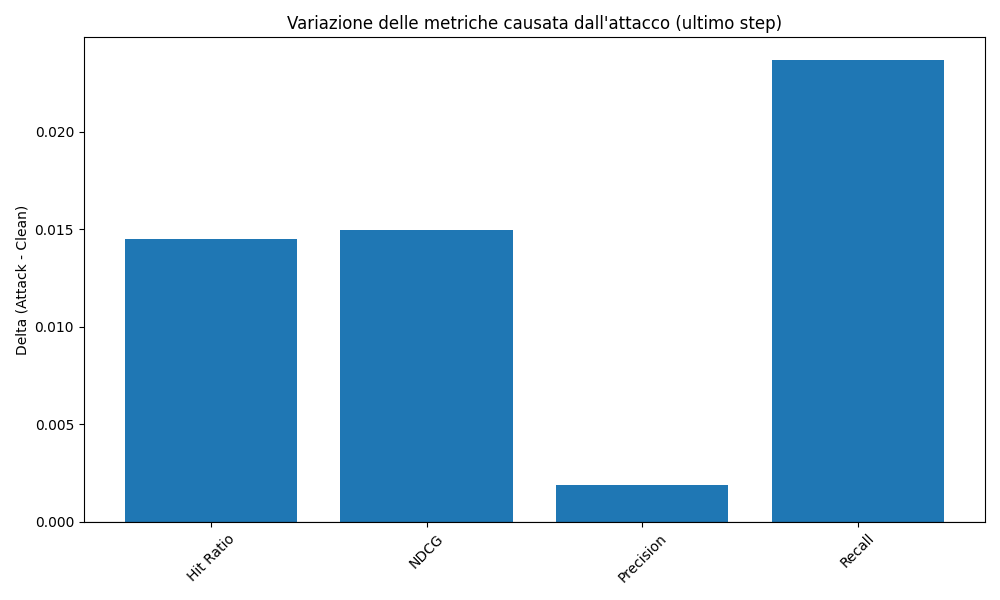 Variazione delle metriche causata dall'attacco (ultimo step)
Delta (Attack - Clean)
0.020
0.015
0.010
0.005
0.000
Hit Ratio
NDCG
Precision
Recall